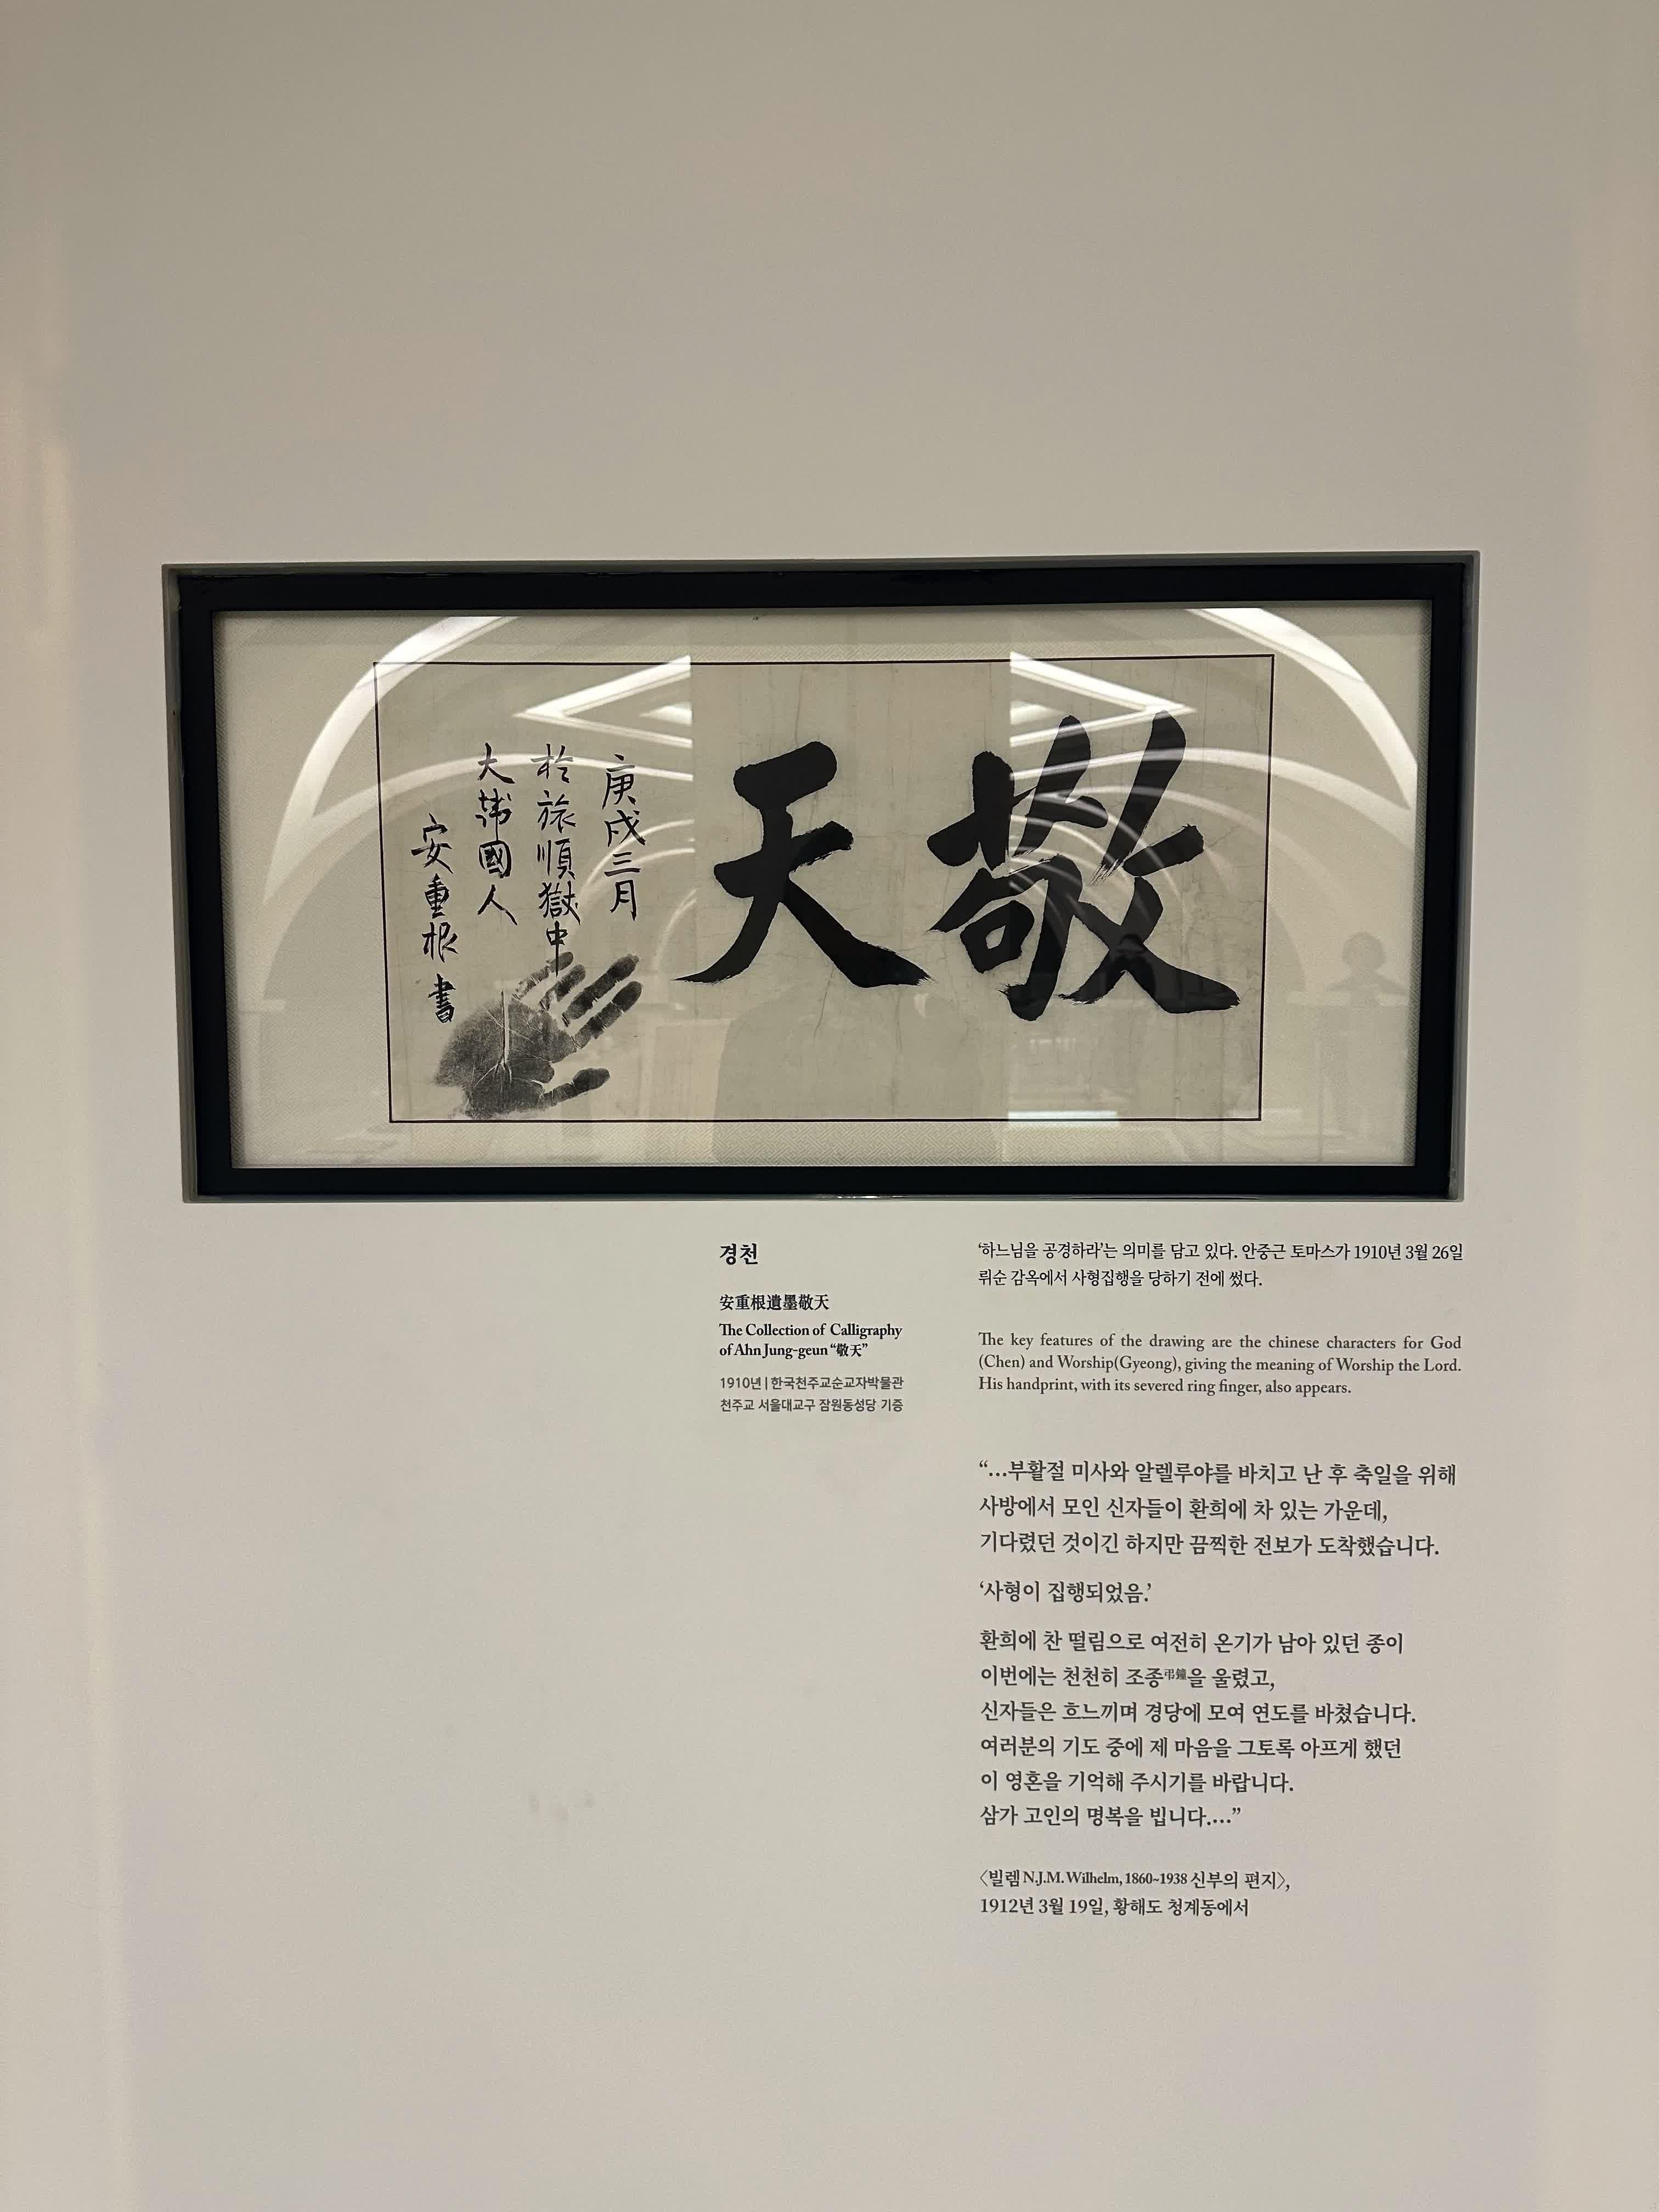 敬天
庚戌三月
於旅順獄中
大韓國人
安重根書
경천
安重根遺墨敬天
The Collection of Calligraphy
of Ahn Jung-geun “敬天”
1910년 | 한국천주교순교자박물관
천주교 서울대교구 잠원동성당 기증
‘하느님을 공경하라’는 의미를 담고 있다. 안중근 토마스가 1910년 3월 26일
뤼순 감옥에서 사형집행을 당하기 전에 썼다.
The key features of the drawing are the chinese characters for God
(Chen) and Worship(Gyeong), giving the meaning of Worship the Lord.
His handprint, with its severed ring finger, also appears.
“…부활절 미사와 알렐루야를 바치고 난 후 축일을 위해
사방에서 모인 신자들이 환희에 차 있는 가운데,
기다렸던 것이긴 하지만 끔찍한 전보가 도착했습니다.
‘사형이 집행되었음.’
환희에 찬 떨림으로 여전히 온기가 남아 있던 종이
이번에는 천천히 조종弔鐘을 울렸고,
신자들은 흐느끼며 경당에 모여 연도를 바쳤습니다.
여러분의 기도 중에 제 마음을 그토록 아프게 했던
이 영혼을 기억해 주시기를 바랍니다.
삼가 고인의 명복을 빕니다.…”
〈빌렘 N.J.M. Wilhelm, 1860~1938 신부의 편지〉,
1912년 3월 19일, 황해도 청계동에서